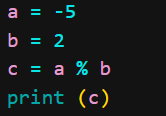 a = -5
b = 2
c = a % b
print (c)